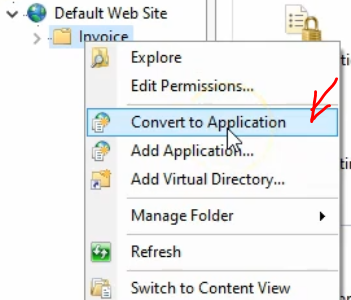 Default Web Site
Invoice
Explore
Edit Permissions...
Convert to Application
Add Application...
Add Virtual Directory...
Manage Folder
Refresh
Switch to Content View